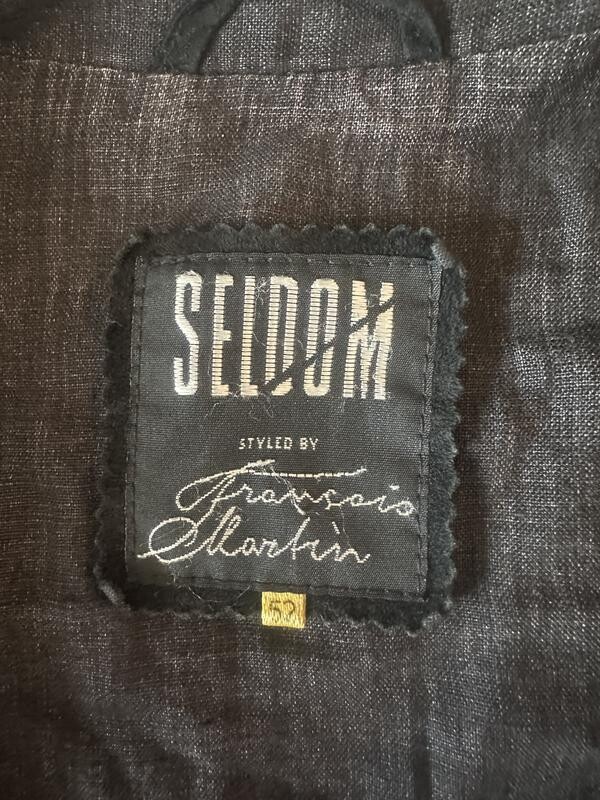 SELDOM
STYLED BY
François
Martin
52